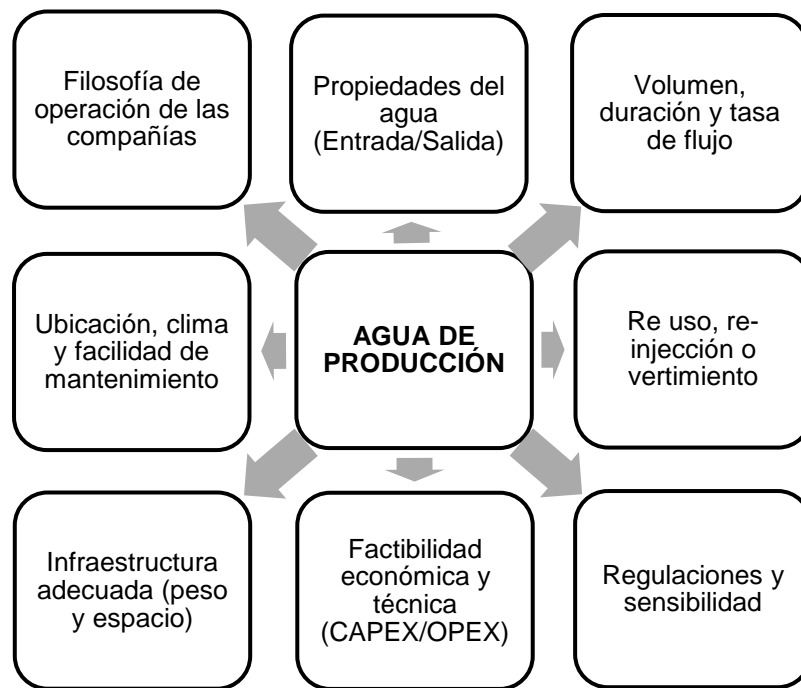 Filosofía de
operación de las
compañías
Propiedades del
agua
(Entrada/Salida)
Volumen,
duración y tasa
de flujo
Ubicación, clima
y facilidad de
mantenimiento
AGUA DE
PRODUCCIÓN
Re uso, re-
injección o
vertimiento
Infraestructura
adecuada (peso
y espacio)
Factibilidad
económica y
técnica
(CAPEX/OPEX)
Regulaciones y
sensibilidad